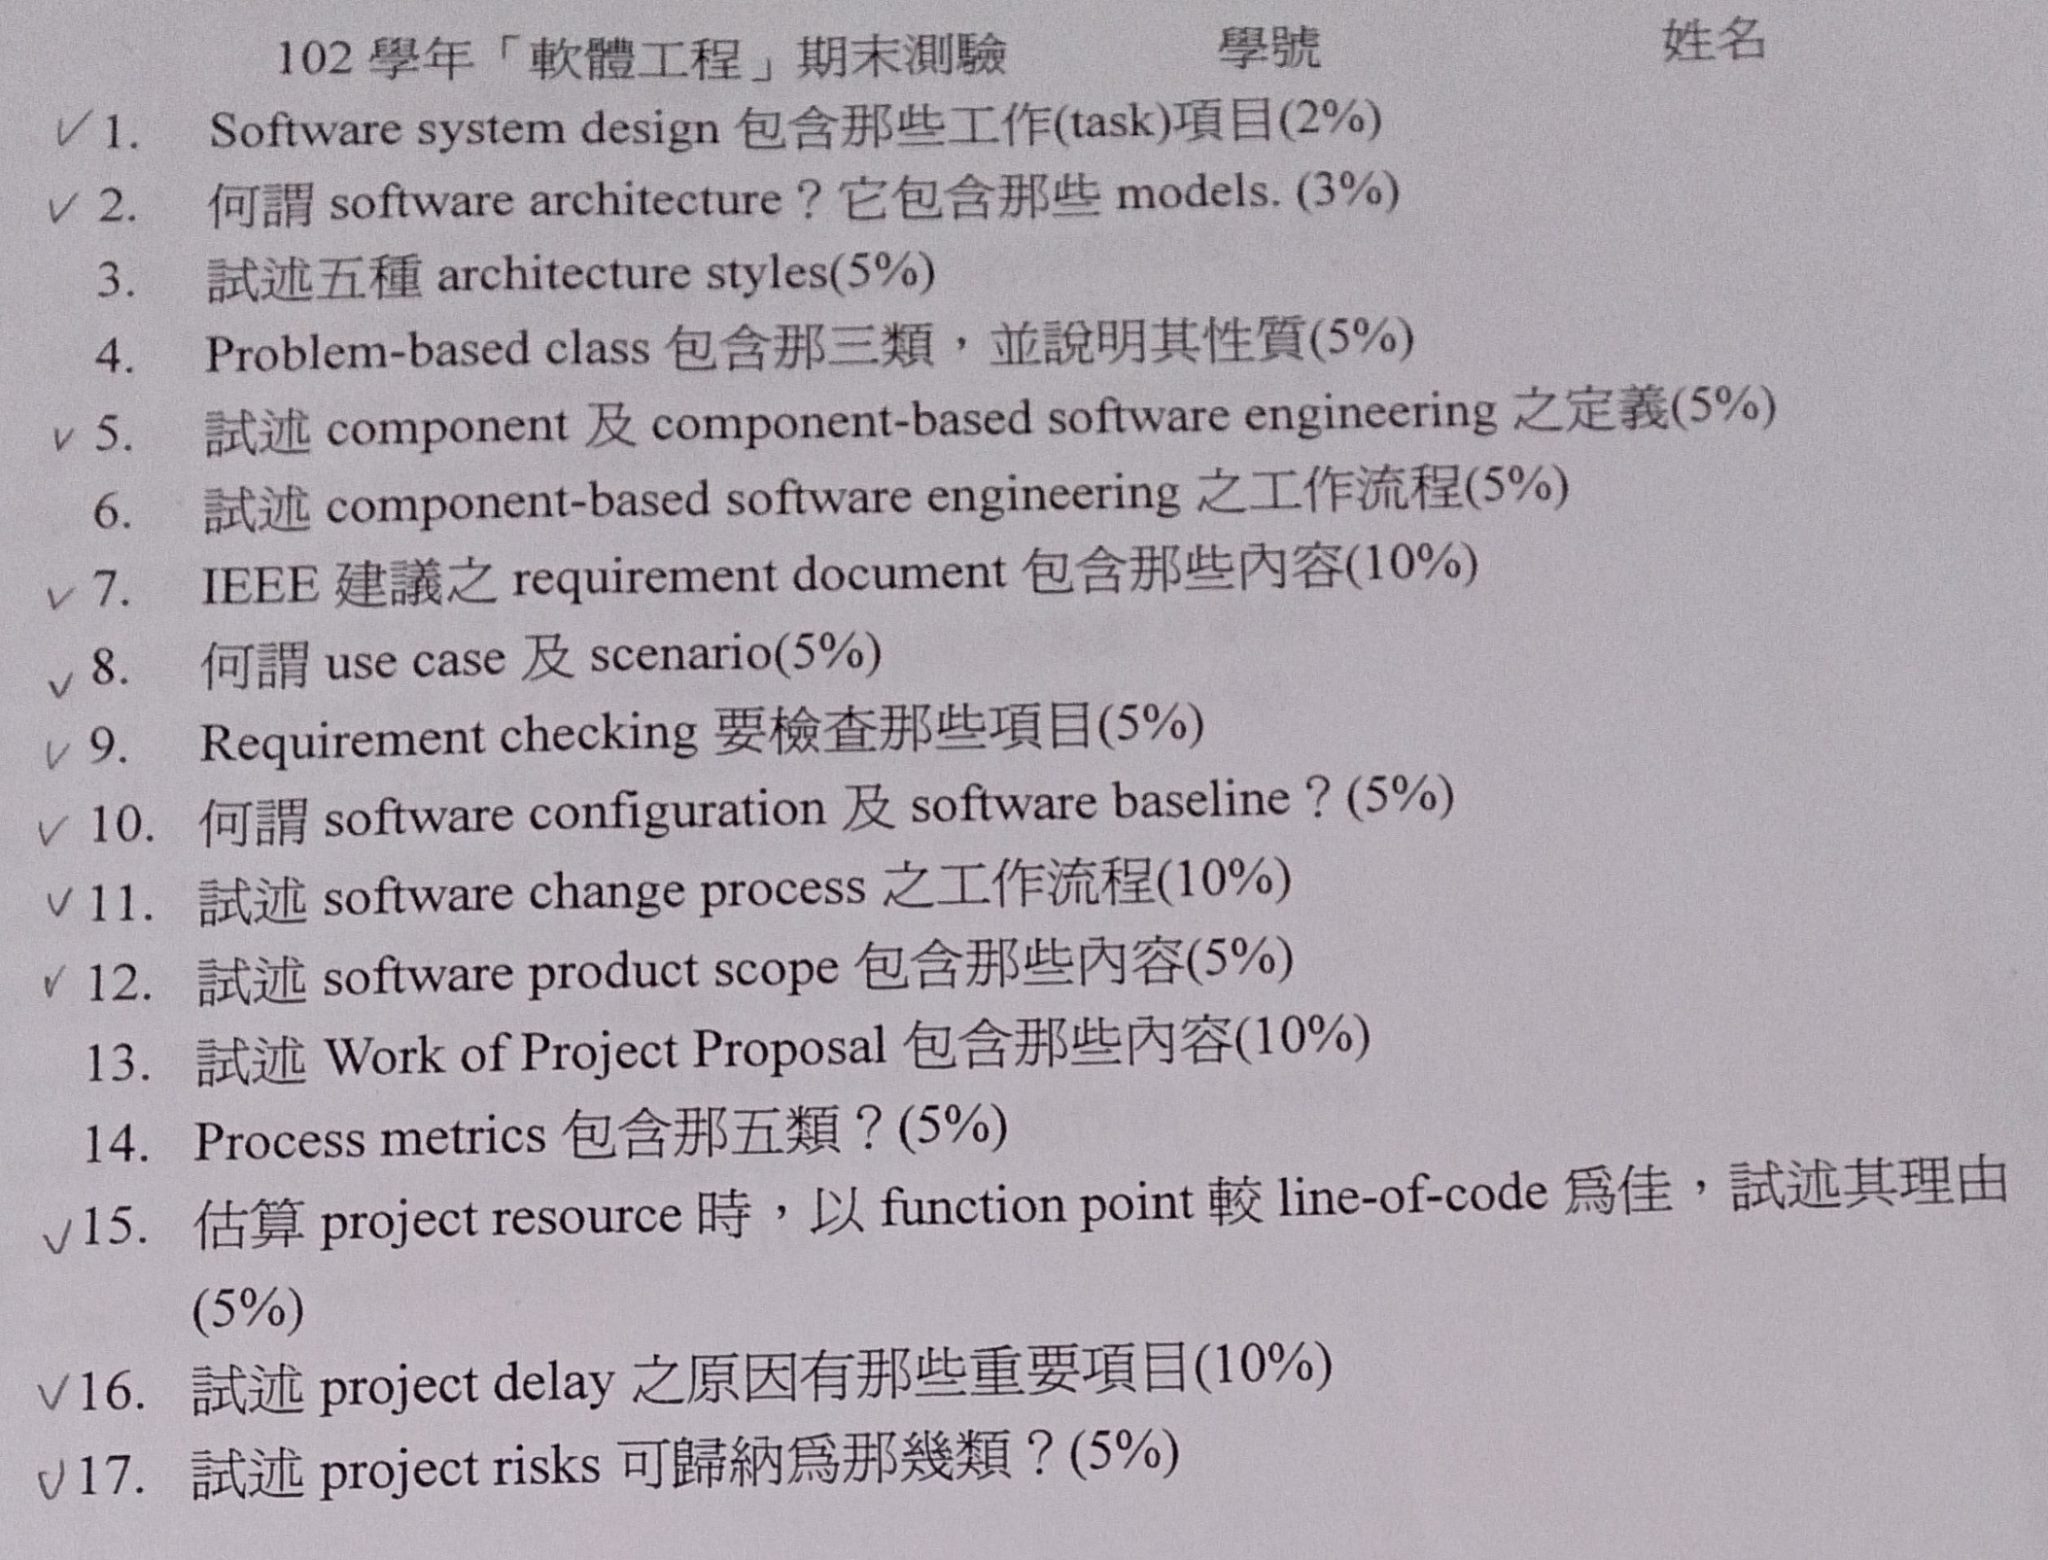 102 學年「軟體工程」期末測驗 學號 姓名
✓ 1. Software system design 包含那些工作(task)項目(2%)
✓ 2. 何謂 software architecture？它包含那些 models. (3%)
3. 試述五種 architecture styles(5%)
4. Problem-based class 包含那三類，並說明其性質(5%)
✓ 5. 試述 component 及 component-based software engineering 之定義(5%)
6. 試述 component-based software engineering 之工作流程(5%)
✓ 7. IEEE 建議之 requirement document 包含那些內容(10%)
✓ 8. 何謂 use case 及 scenario(5%)
✓ 9. Requirement checking 要檢查那些項目(5%)
✓ 10. 何謂 software configuration 及 software baseline？(5%)
✓ 11. 試述 software change process 之工作流程(10%)
✓ 12. 試述 software product scope 包含那些內容(5%)
13. 試述 Work of Project Proposal 包含那些內容(10%)
14. Process metrics 包含那五類？(5%)
✓ 15. 估算 project resource 時，以 function point 較 line-of-code 為佳，試述其理由
(5%)
✓ 16. 試述 project delay 之原因有那些重要項目(10%)
✓ 17. 試述 project risks 可歸納為那幾類？(5%)